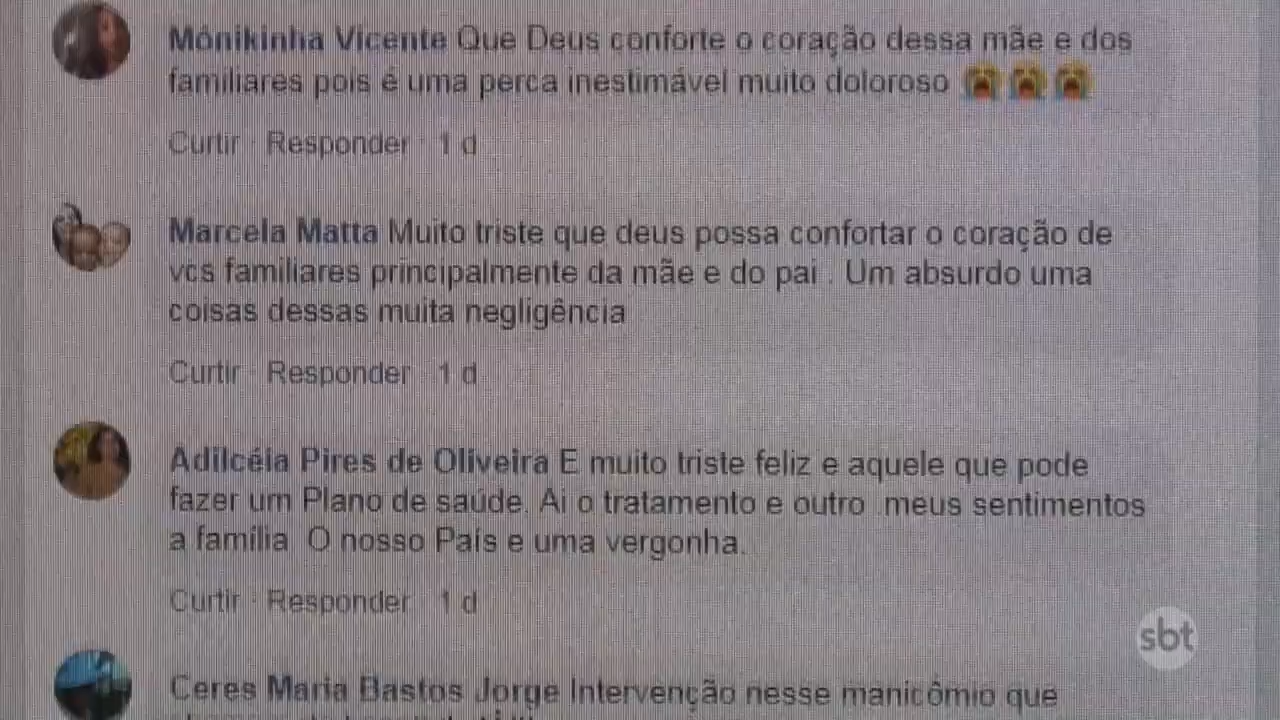 Mónikinha Vicente Que Deus conforte o coração dessa mãe e dos
familiares pois é uma perca inestimável muito doloroso 😭😭😭
Curtir · Responder · 1 d
Marcela Matta Muito triste que deus possa confortar o coração de
vcs familiares principalmente da mãe e do pai . Um absurdo uma
coisas dessas muita negligência
Curtir · Responder · 1 d
Adilcéia Pires de Oliveira E muito triste feliz e aquele que pode
fazer um Plano de saúde. Ai o tratamento e outro .meus sentimentos
a família O nosso País e uma vergonha.
Curtir · Responder · 1 d
Ceres Maria Bastos Jorge Intervenção nesse manicômio que
sbt